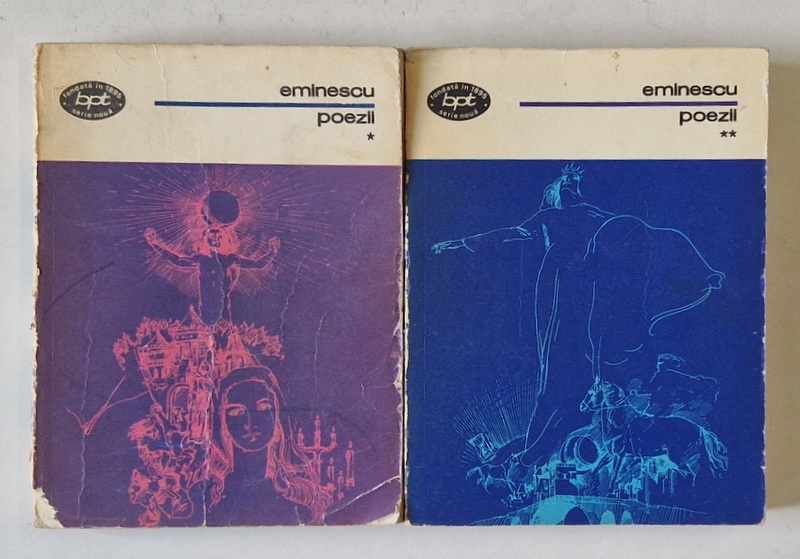 fondată în 1895
bpt
serie nouă
eminescu
poezii
*
fondată în 1895
bpt
serie nouă
eminescu
poezii
**